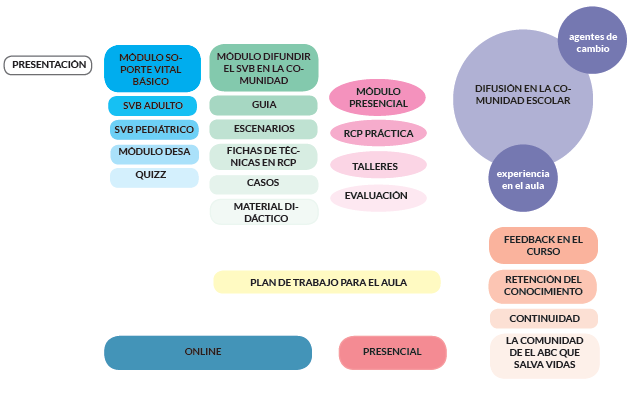 PRESENTACIÓN
MÓDULO SO-
PORTE VITAL
BÁSICO
SVB ADULTO
SVB PEDIÁTRICO
MÓDULO DESA
QUIZZ
MÓDULO DIFUNDIR
EL SVB EN LA CO-
MUNIDAD
GUIA
ESCENARIOS
FICHAS DE TÉC-
NICAS EN RCP
CASOS
MATERIAL DI-
DÁCTICO
MÓDULO
PRESENCIAL
RCP PRÁCTICA
TALLERES
EVALUACIÓN
agentes de
cambio
DIFUSIÓN EN LA CO-
MUNIDAD ESCOLAR
experiencia
en el aula
FEEDBACK EN EL
CURSO
RETENCIÓN DEL
CONOCIMIENTO
CONTINUIDAD
LA COMUNIDAD
DE EL ABC QUE
SALVA VIDAS
PLAN DE TRABAJO PARA EL AULA
ONLINE
PRESENCIAL